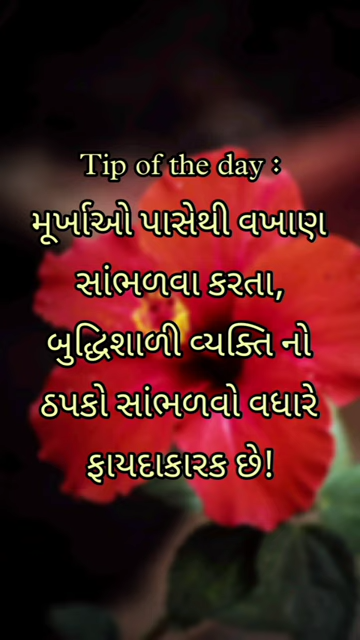 Tip of the day :
મૂર્ખાઓ પાસેથી વખાણ
સાંભળવા કરતા,
બુદ્ધિશાળી વ્યક્તિ નો
ઠપકો સાંભળવો વધારે
ફાયદાકારક છે!